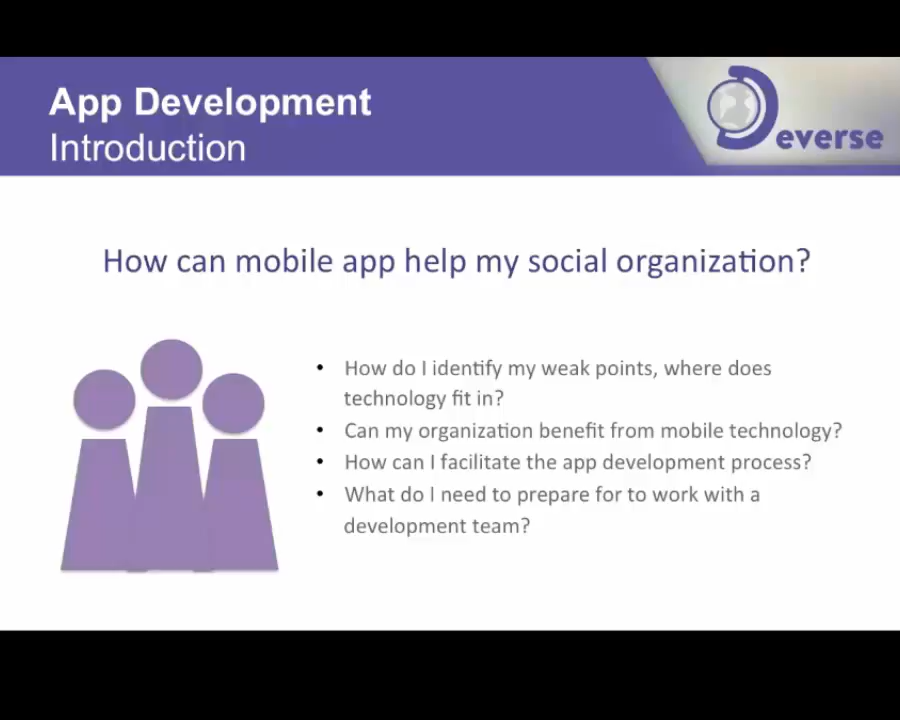 App Development
Introduction
Deverse
How can mobile app help my social organization?
• How do I identify my weak points, where does
technology fit in?
• Can my organization benefit from mobile technology?
• How can I facilitate the app development process?
• What do I need to prepare for to work with a
development team?